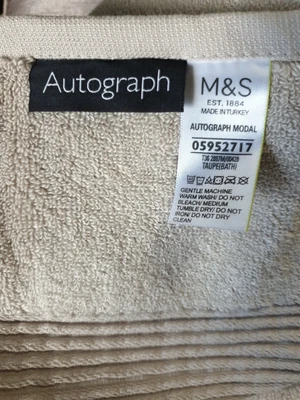 Autograph
M&S
EST. 1884
MADE IN TURKEY
AUTOGRAPH MODAL
05952717
TAUPE(BATH)
GENTLE MACHINE
WARM WASH/ DO NOT
BLEACH/ MEDIUM
TUMBLE DRY/ DO NOT
IRON/ DO NOT DRY
CLEAN